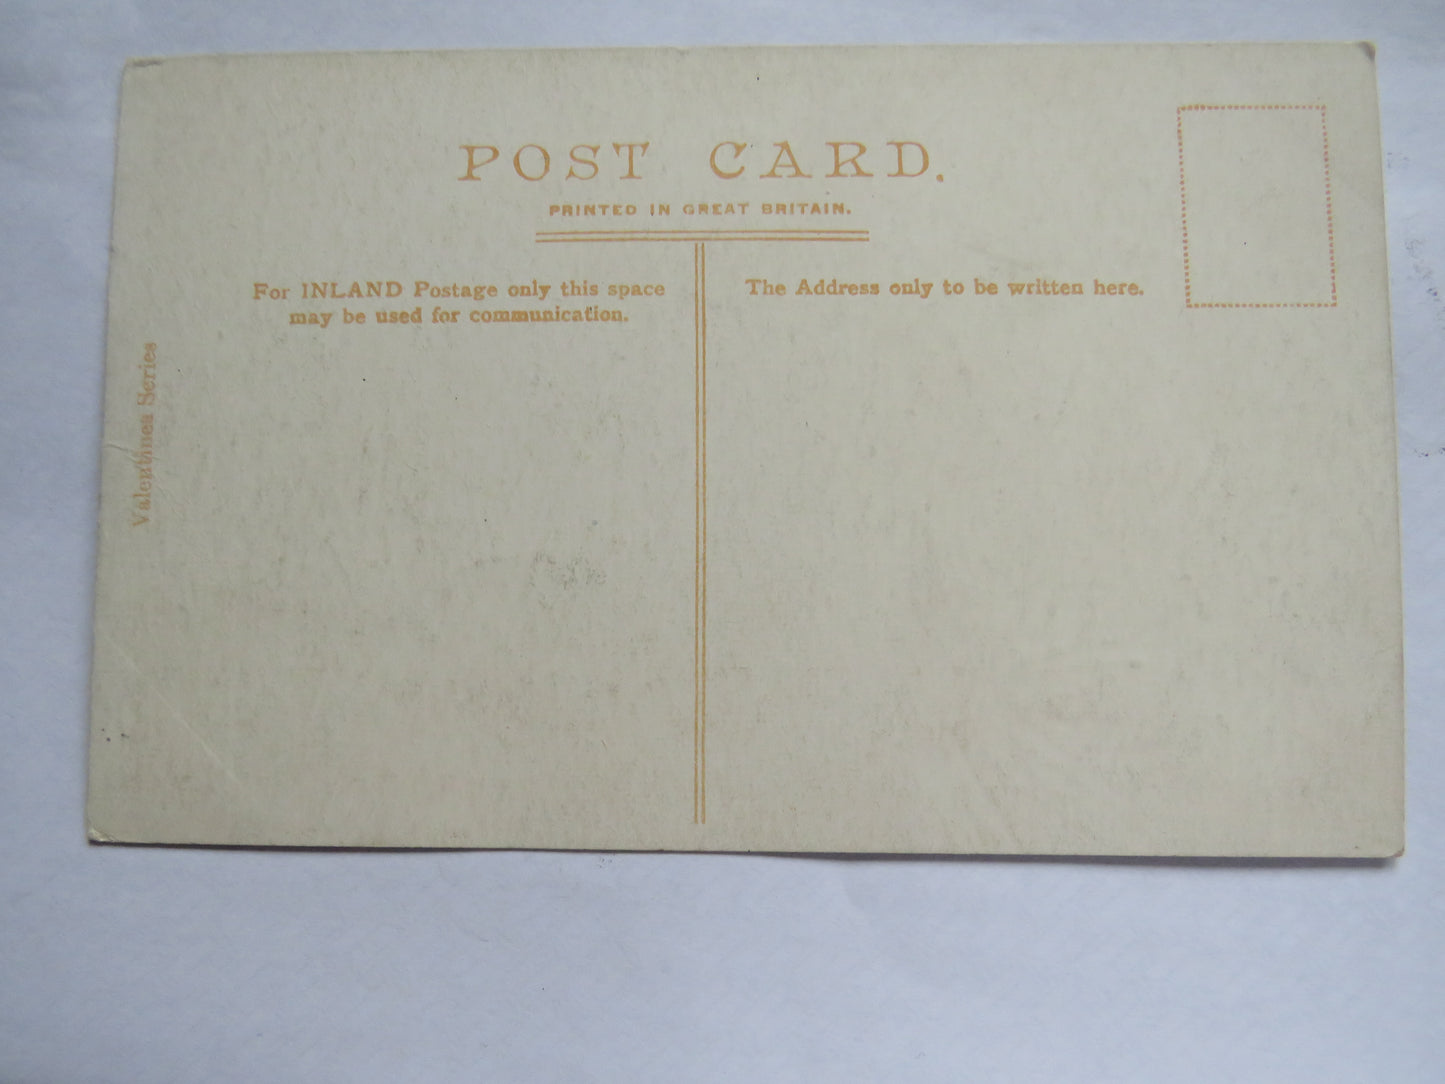 POST CARD.
PRINTED IN GREAT BRITAIN.
For INLAND Postage only this space
may be used for communication.
The Address only to be written here.
Valentines Series